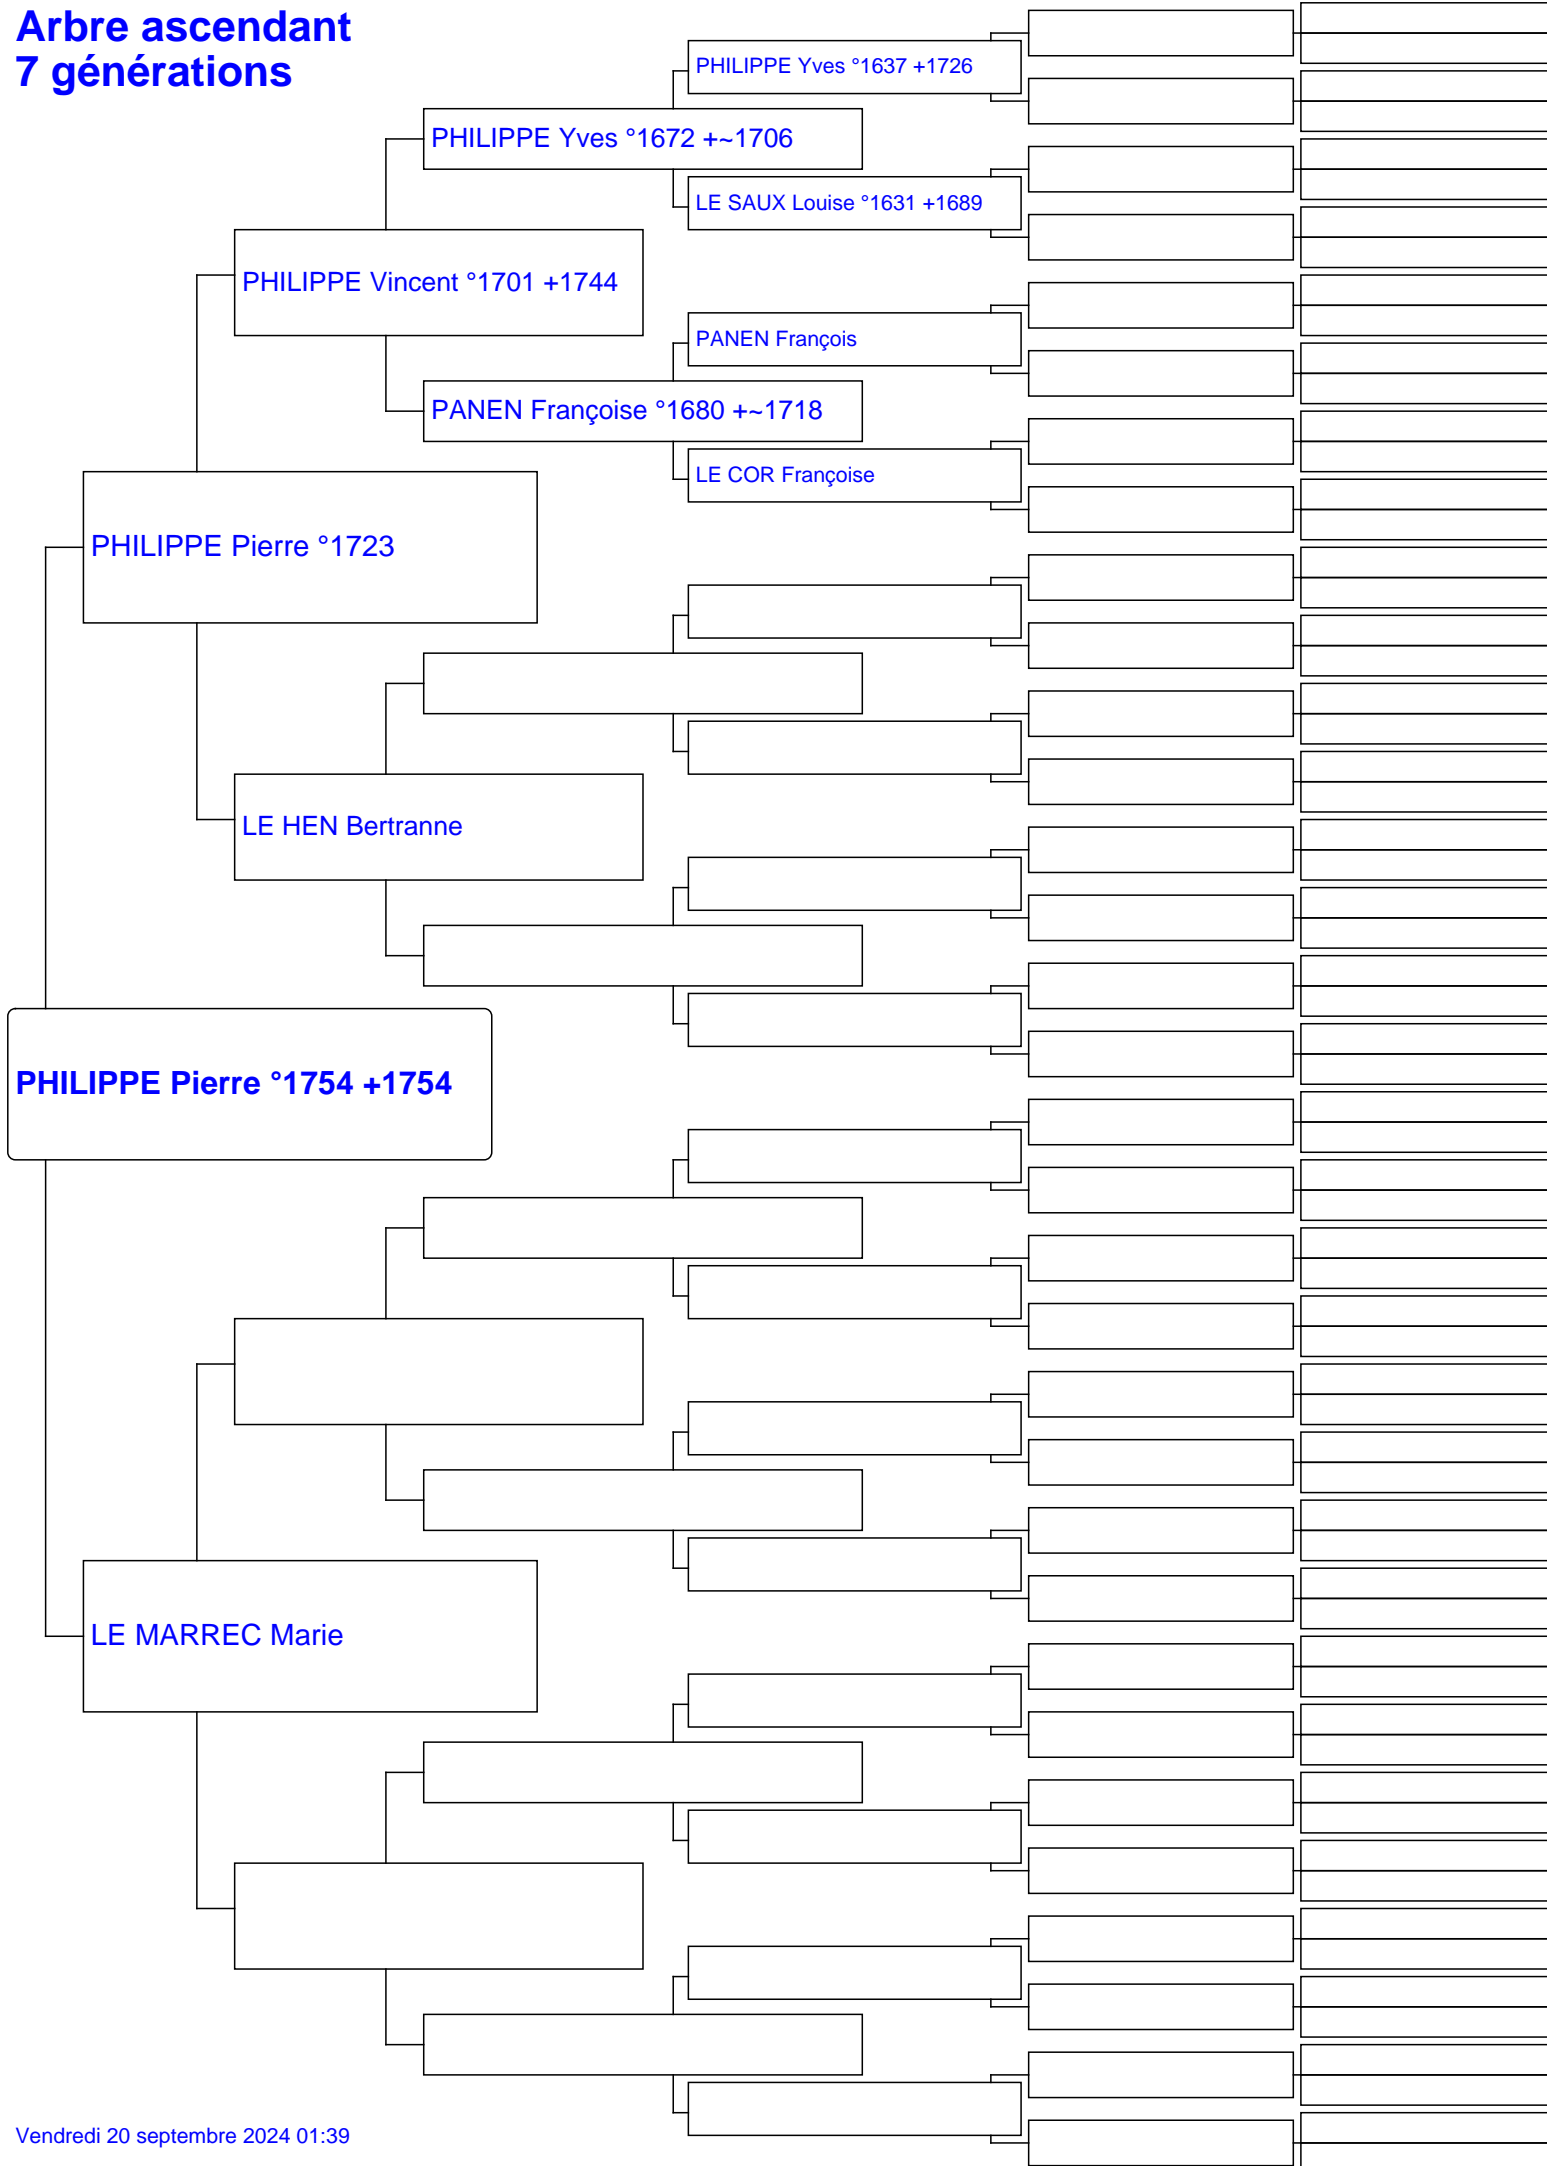 Arbre ascendant
7 générations
PHILIPPE Yves °1637 +1726
PHILIPPE Yves °1672 +~1706
LE SAUX Louise °1631 +1689
PHILIPPE Vincent °1701 +1744
PANEN François
PANEN Françoise °1680 +~1718
LE COR Françoise
PHILIPPE Pierre °1723
LE HEN Bertranne
PHILIPPE Pierre °1754 +1754
LE MARREC Marie
Vendredi 20 septembre 2024 01:39